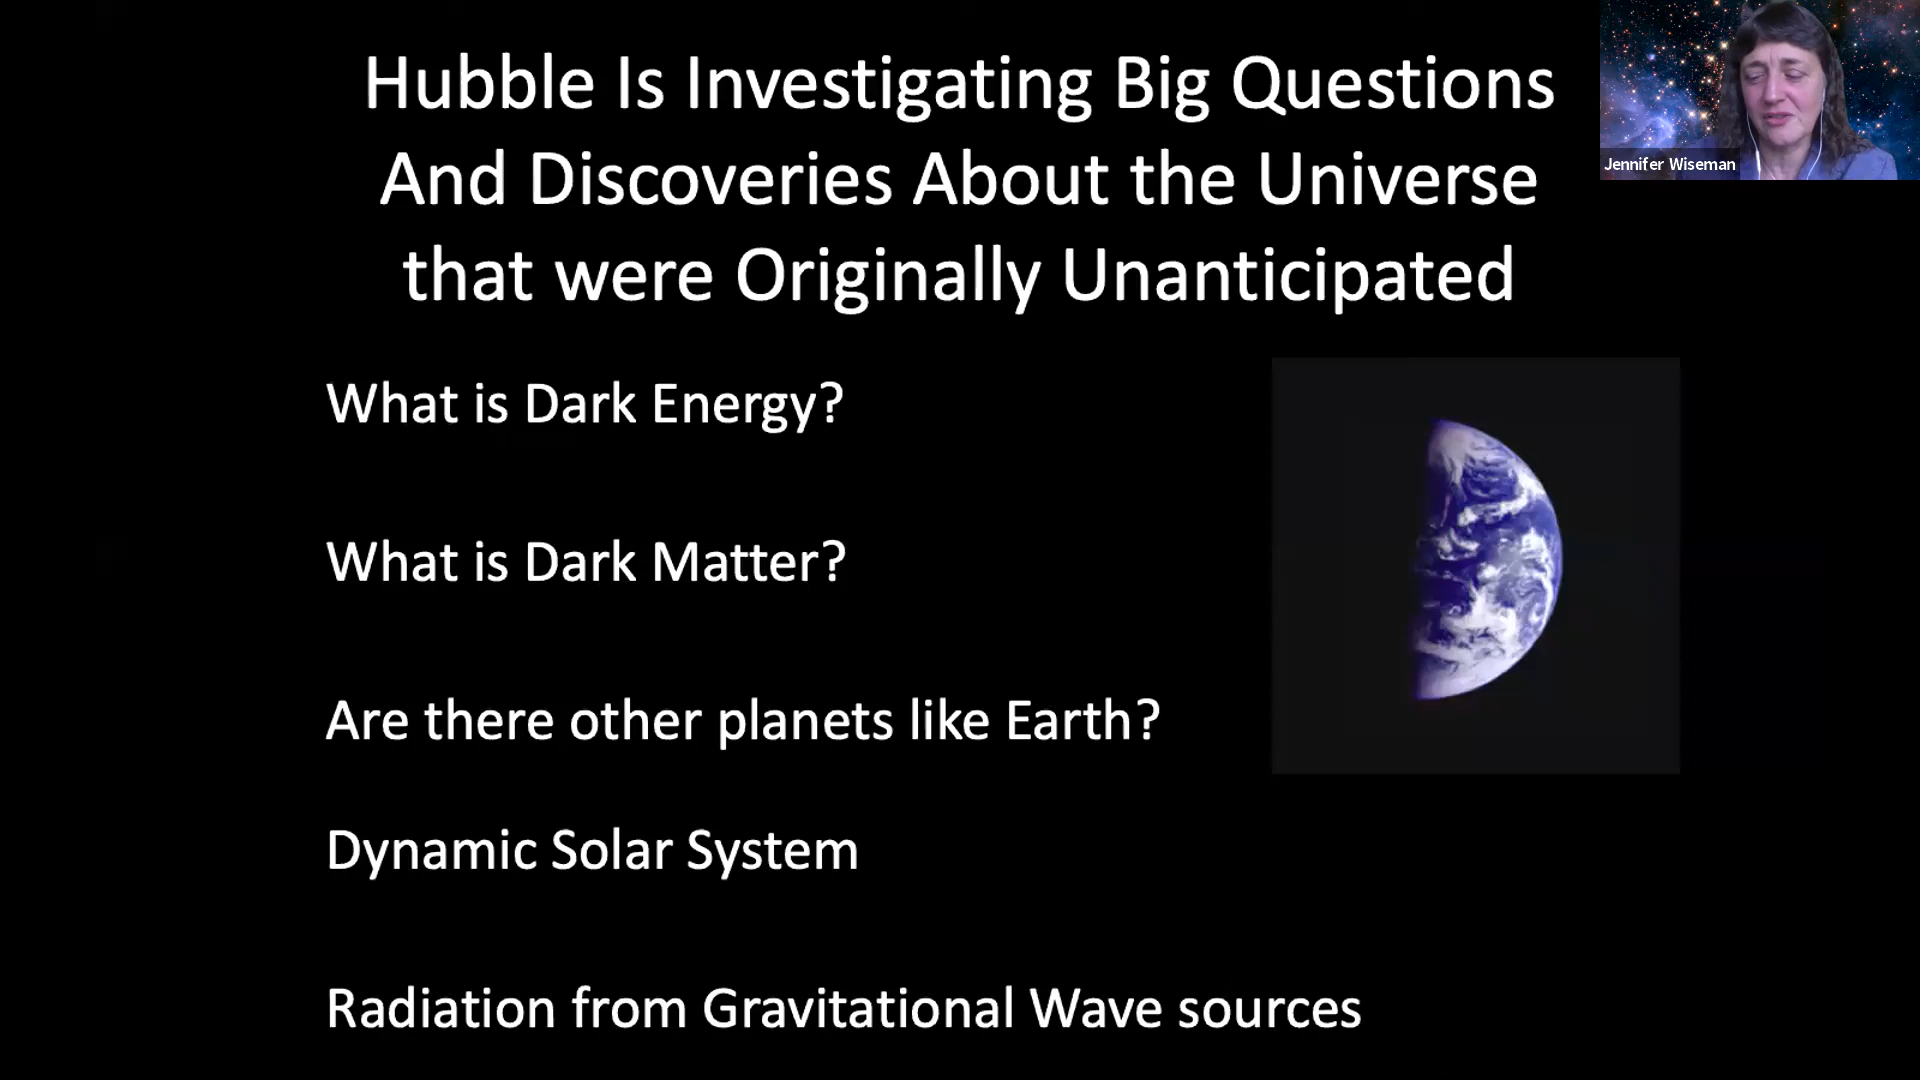 Hubble Is Investigating Big Questions
And Discoveries About the Universe
that were Originally Unanticipated
Jennifer Wiseman
What is Dark Energy?
What is Dark Matter?
Are there other planets like Earth?
Dynamic Solar System
Radiation from Gravitational Wave sources